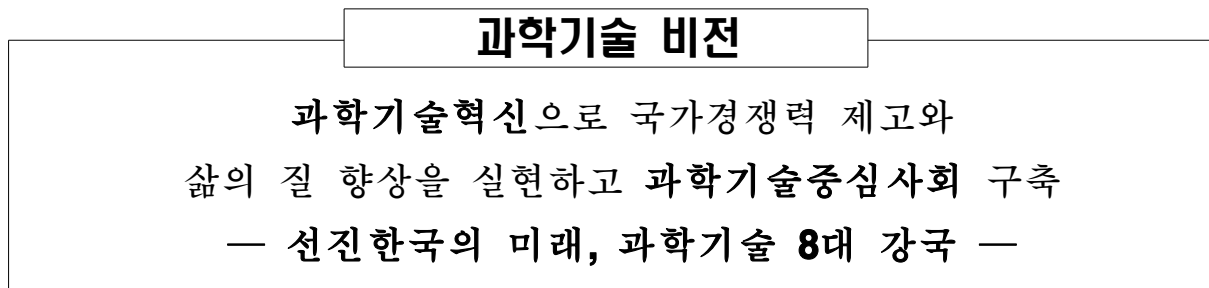 과학기술 비전
과학기술혁신으로 국가경쟁력 제고와
삶의 질 향상을 실현하고 과학기술중심사회 구축
─ 선진한국의 미래, 과학기술 8대 강국 ─